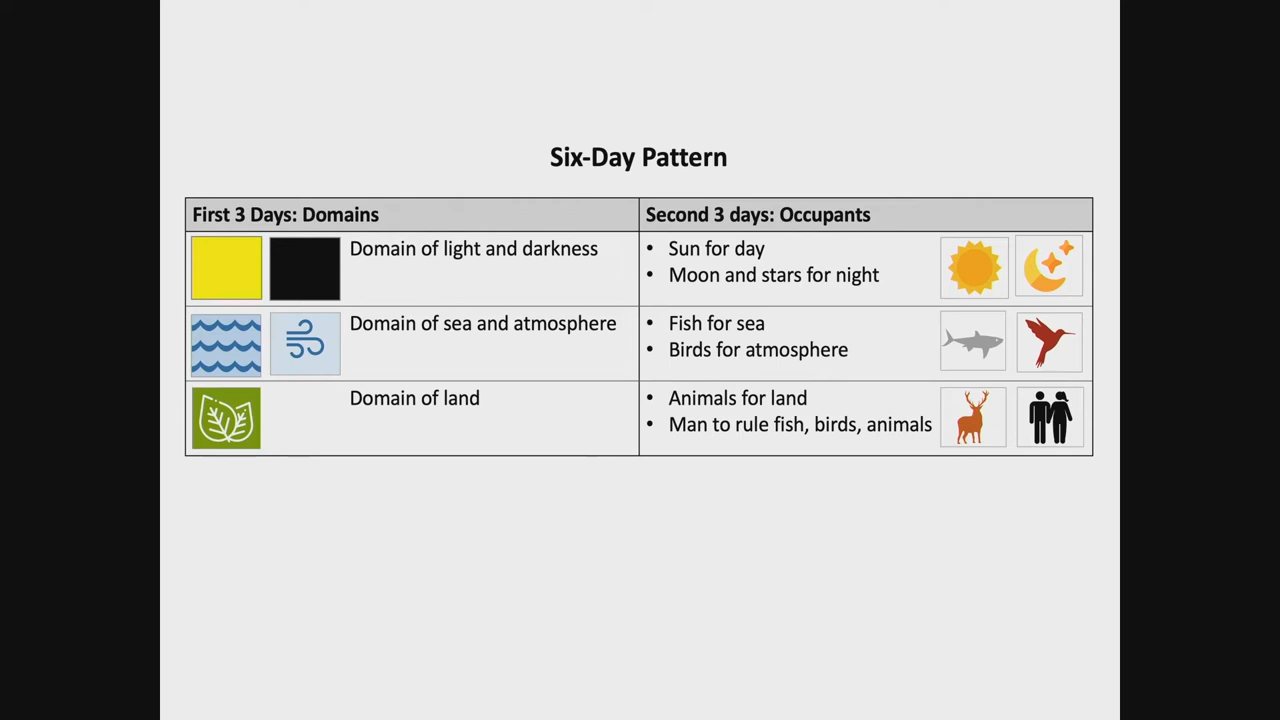 Six-Day Pattern
First 3 Days: Domains
Second 3 days: Occupants
Domain of light and darkness
• Sun for day
• Moon and stars for night
Domain of sea and atmosphere
• Fish for sea
• Birds for atmosphere
Domain of land
• Animals for land
• Man to rule fish, birds, animals